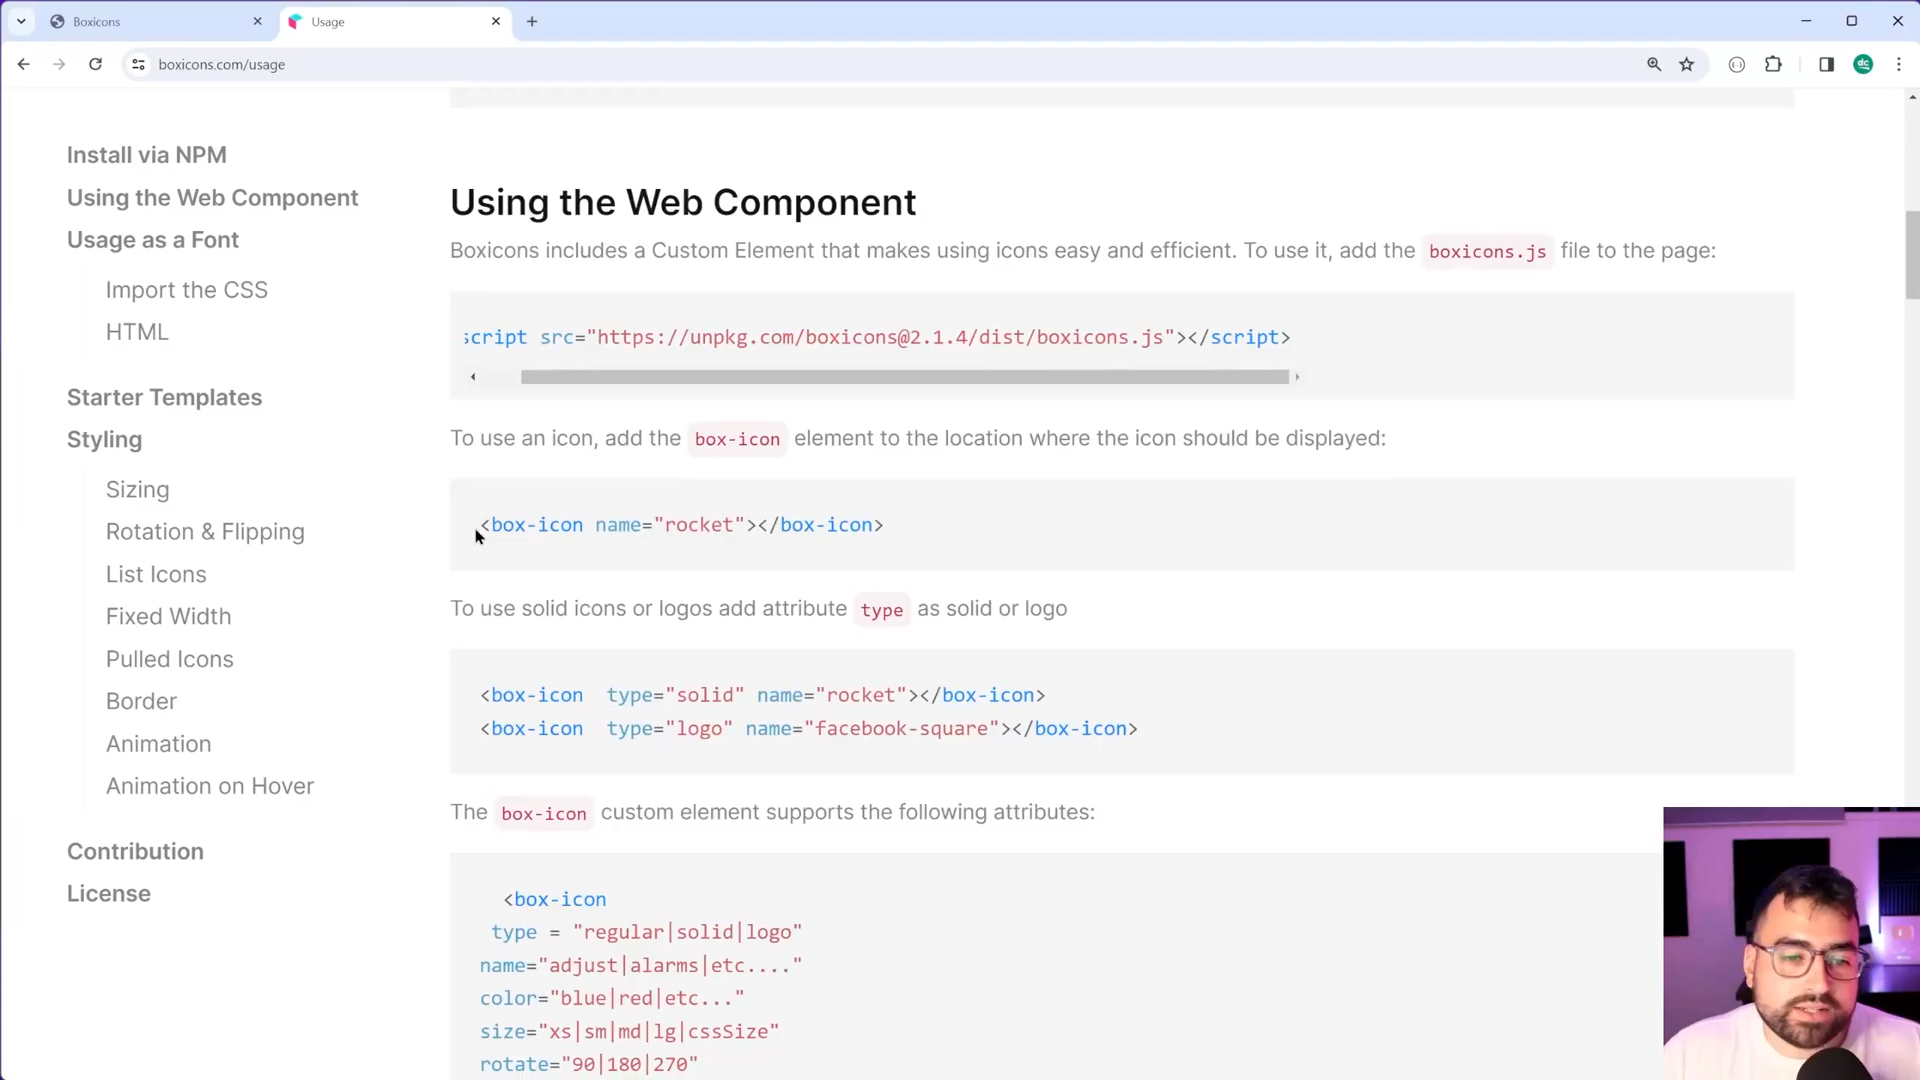 Boxicons
Usage
boxicons.com/usage
dc
Install via NPM
Using the Web Component
Usage as a Font
Import the CSS
HTML
Starter Templates
Styling
Sizing
Rotation & Flipping
List Icons
Fixed Width
Pulled Icons
Border
Animation
Animation on Hover
Contribution
License
Using the Web Component
Boxicons includes a Custom Element that makes using icons easy and efficient. To use it, add the boxicons.js file to the page:
script src="https://unpkg.com/boxicons@2.1.4/dist/boxicons.js"></script>
To use an icon, add the box-icon element to the location where the icon should be displayed:
<box-icon name="rocket"></box-icon>
To use solid icons or logos add attribute type as solid or logo
<box-icon  type="solid" name="rocket"></box-icon>
<box-icon  type="logo" name="facebook-square"></box-icon>
The box-icon custom element supports the following attributes:
<box-icon
type = "regular|solid|logo"
name="adjust|alarms|etc...."
color="blue|red|etc..."
size="xs|sm|md|lg|cssSize"
rotate="90|180|270"